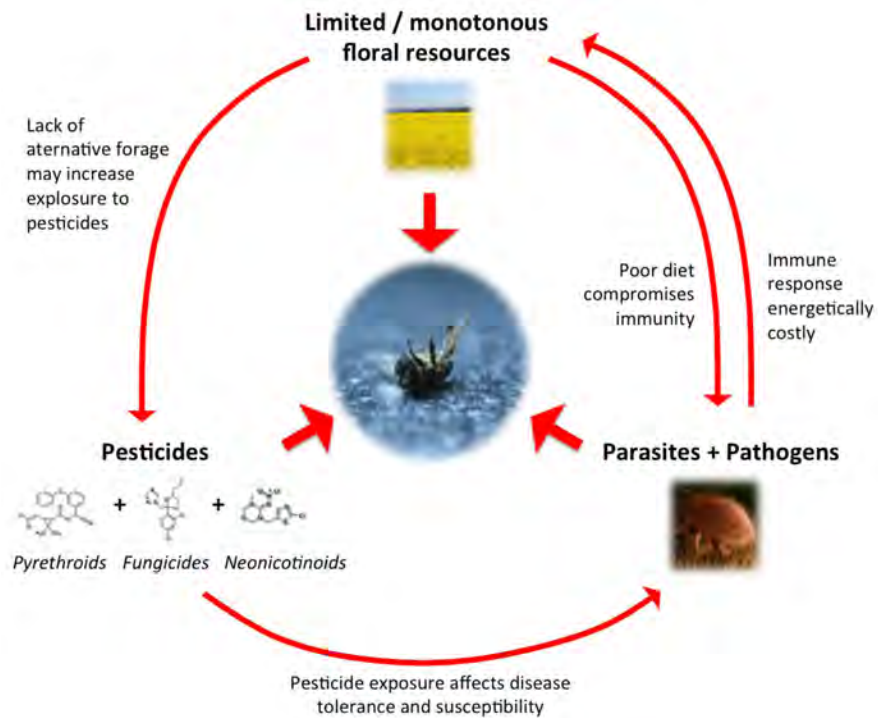 Limited / monotonous
floral resources
Lack of
aternative forage
may increase
explosure to
pesticides
Poor diet
compromises
immunity
Immune
response
energetically
costly
Pesticides
+ +
Pyrethroids Fungicides Neonicotinoids
Parasites + Pathogens
Pesticide exposure affects disease
tolerance and susceptibility